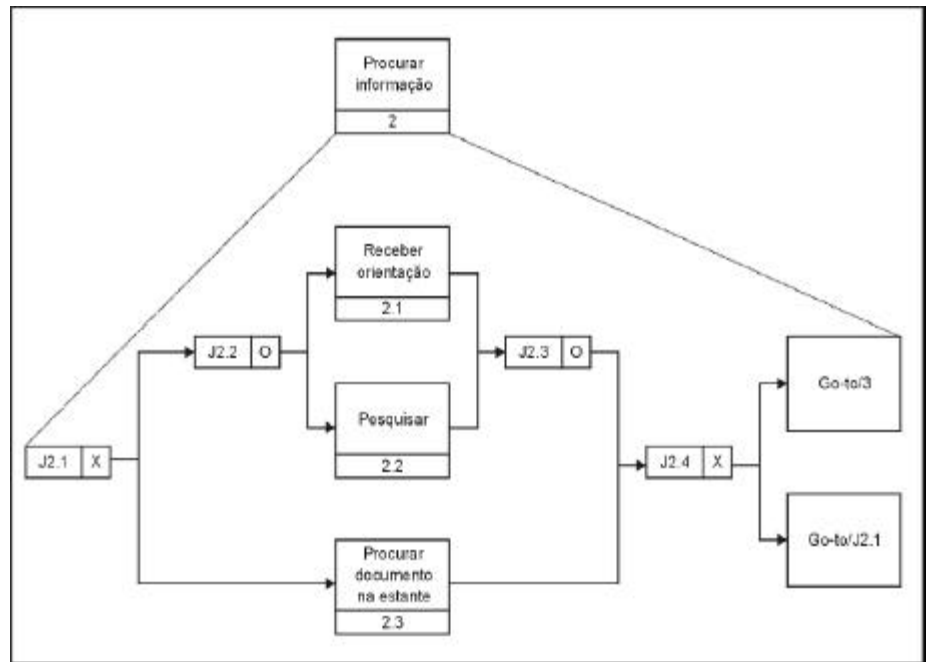 Procurar
informação
2
Receber
orientação
2.1
J2.2 O
J2.3 O
Pesquisar
2.2
J2.1 X
J2.4 X
Go-to/3
Go-to/J2.1
Procurar
documento
na estante
2.3